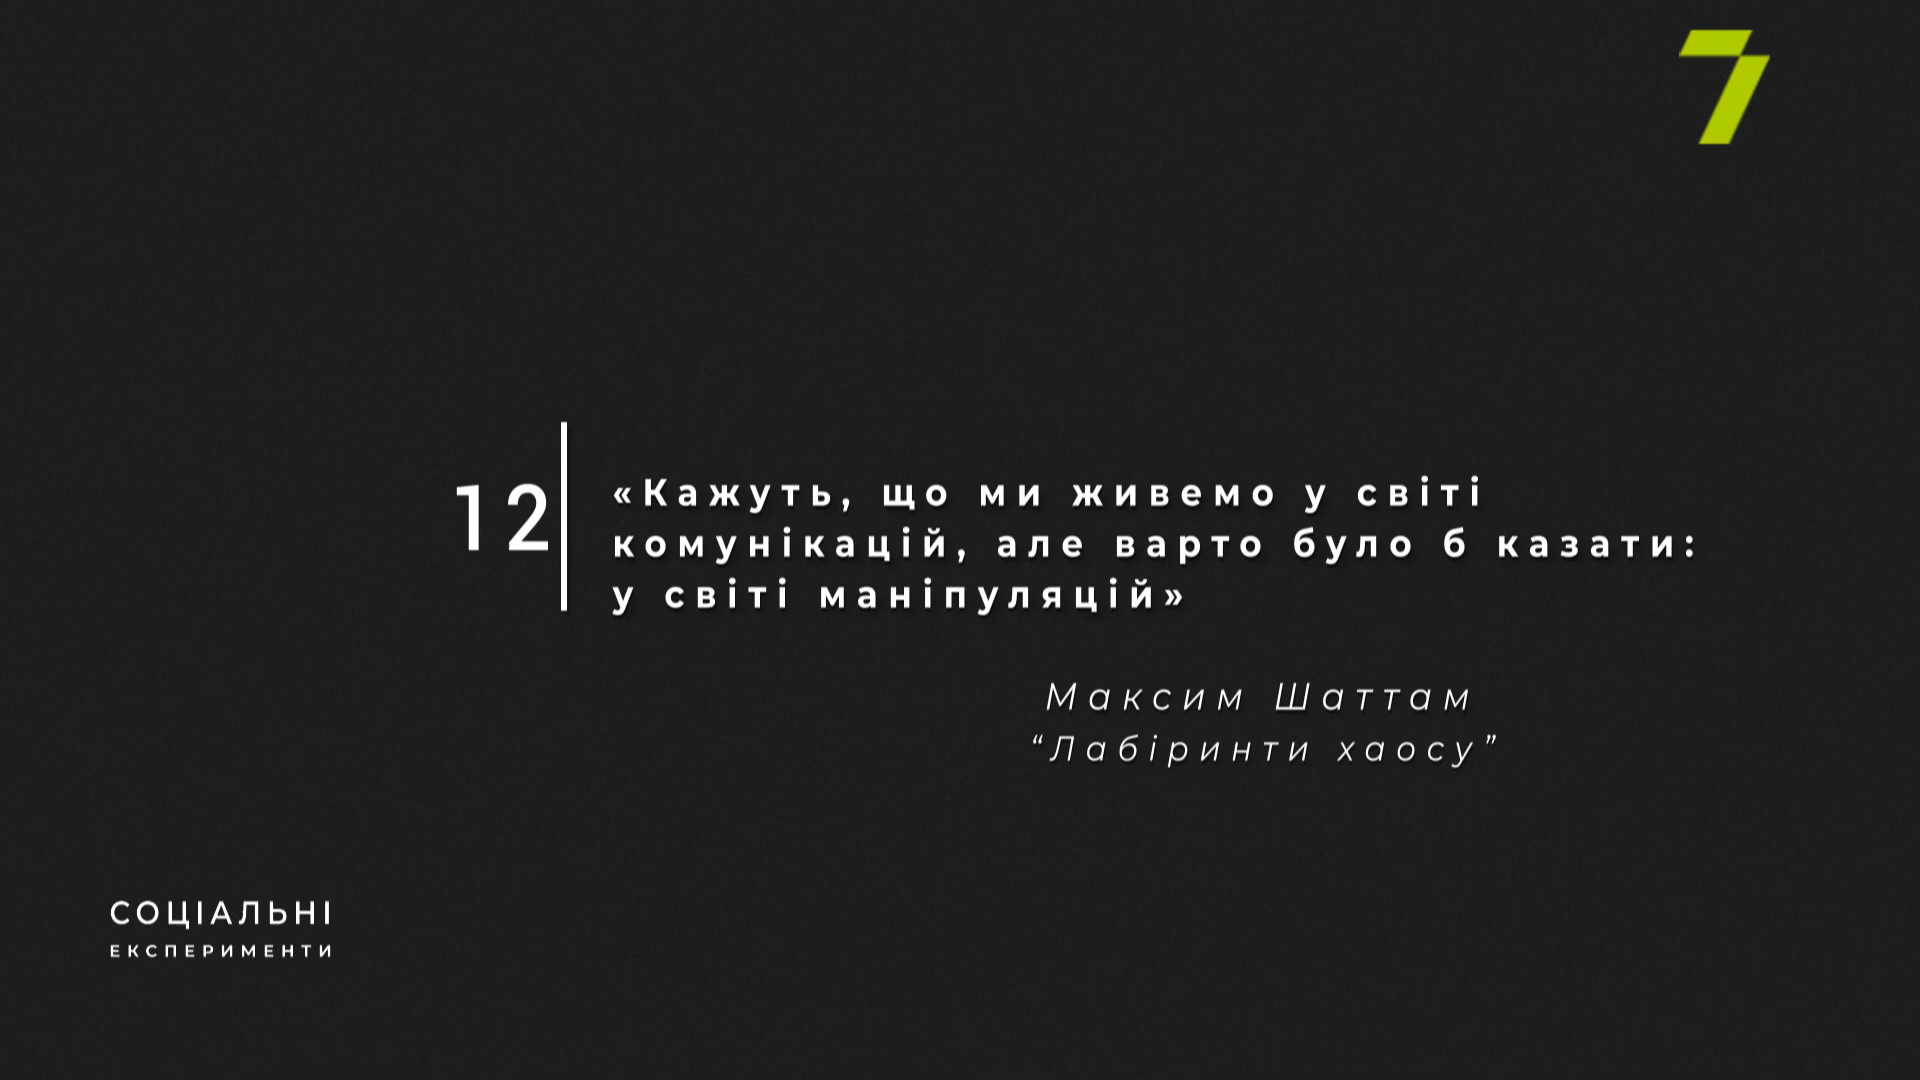 7
12
«Кажуть, що ми живемо у світі
комунікацій, але варто було б казати:
у світі маніпуляцій»
Максим Шаттам
“Лабіринти хаосу”
СОЦІАЛЬНІ
ЕКСПЕРИМЕНТИ